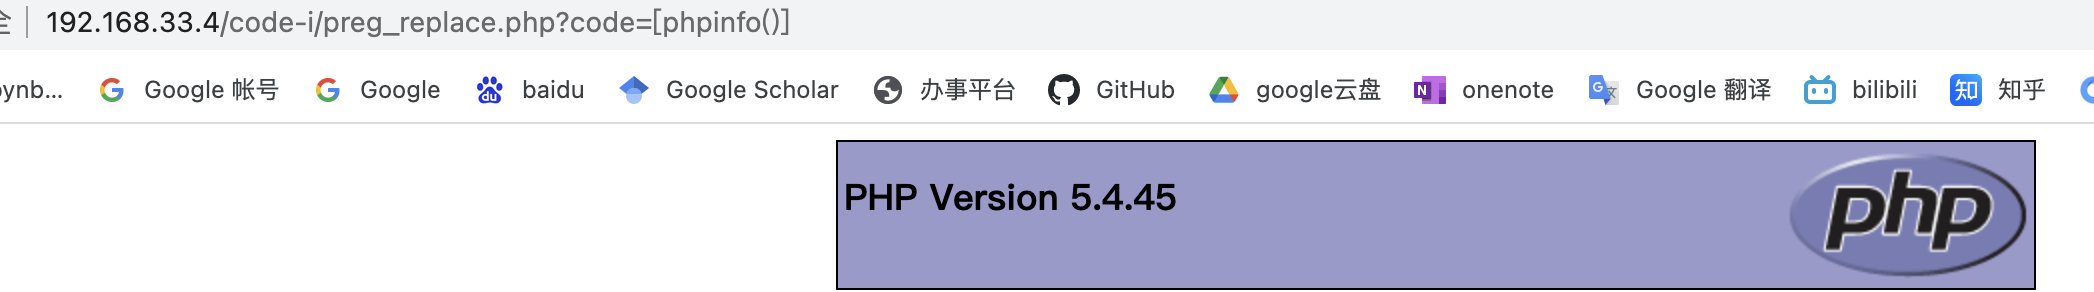 全 192.168.33.4/code-i/preg_replace.php?code=[phpinfo()]
ynb... Google 帐号 Google du baidu Google Scholar 办事平台 GitHub google云盘 N onenote G 文 Google 翻译 bilibili 知 知乎
PHP Version 5.4.45 php